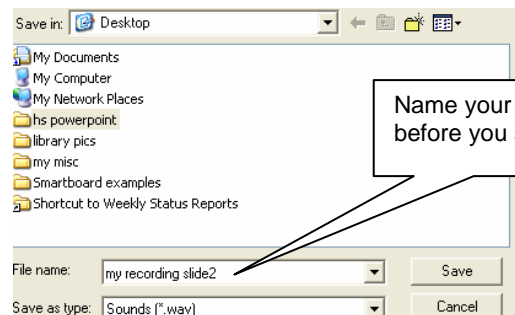 Save in: Desktop
My Documents
My Computer
My Network Places
hs powerpoint
library pics
my misc
Smartboard examples
Shortcut to Weekly Status Reports
Name your
before you
File name: my recording slide2 Save
Save as type: Sounds (*.wav) Cancel